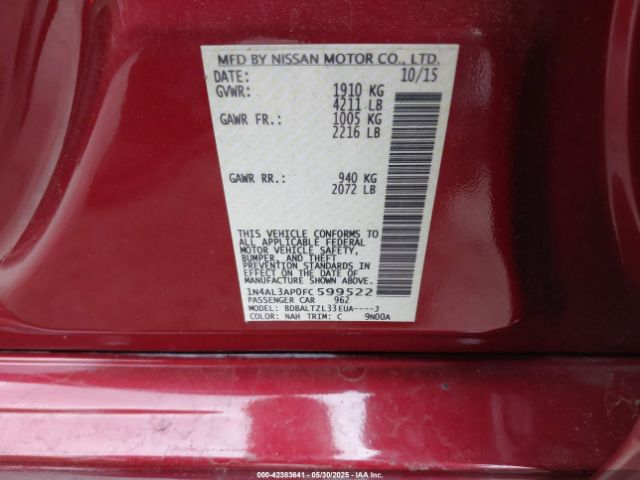 MFD BY NISSAN MOTOR CO., LTD.
DATE: 10/15
GVWR: 1910 KG
4211 LB
GAWR FR.: 1005 KG
2216 LB
GAWR RR.: 940 KG
2072 LB
THIS VEHICLE CONFORMS TO
ALL APPLICABLE FEDERAL
MOTOR VEHICLE SAFETY,
BUMPER, AND THEFT
PREVENTION STANDARDS
IN EFFECT ON THE DATE OF
MANUFACTURE SHOWN ABOVE.
1N4AL3AP0FC599522
PASSENGER CAR 962
MODEL: BDBALTZL33EUA----J
COLOR: NAH TRIM: C 9N00A
000-42383641 - 05/30/2025 - IAA Inc.